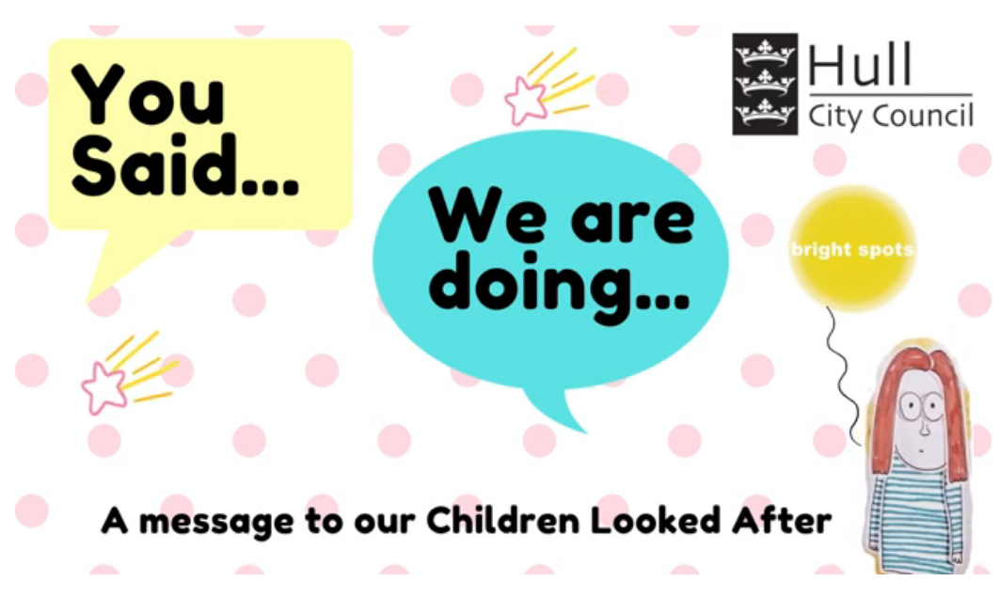 You
Said...
We are
doing...
Hull
City Council
bright spots
A message to our Children Looked After